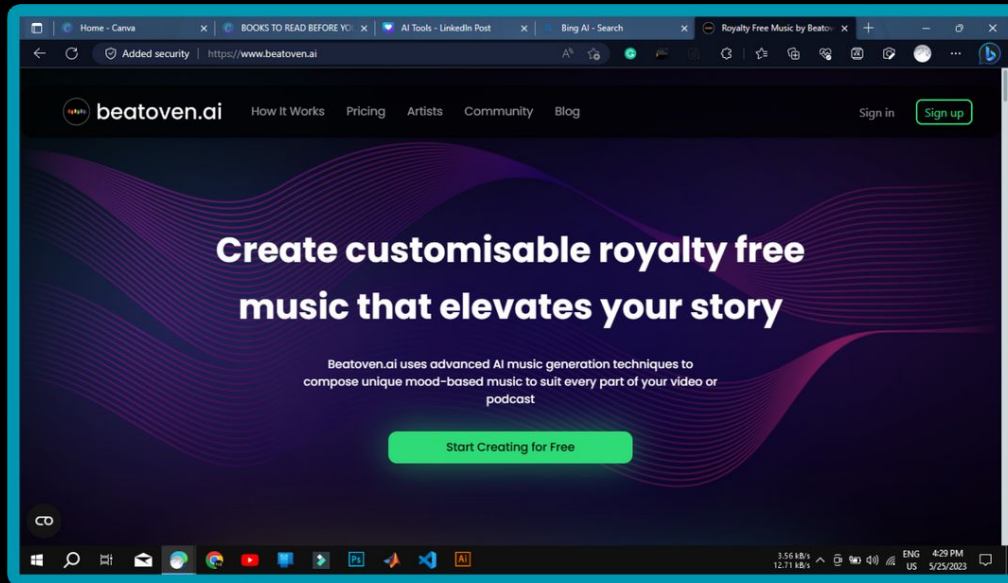 Home - Canva
BOOKS TO READ BEFORE YO
AI Tools - LinkedIn Post
Bing AI - Search
Royalty Free Music by Beatov
Added security
https://www.beatoven.ai
beatoven.ai
How It Works
Pricing
Artists
Community
Blog
Sign in
Sign up
Create customisable royalty free
music that elevates your story
Beatoven.ai uses advanced AI music generation techniques to
compose unique mood-based music to suit every part of your video or
podcast
Start Creating for Free
Ps
Ai
3.56 kB/s
12.71 kB/s
ENG
US
4:29 PM
5/25/2023